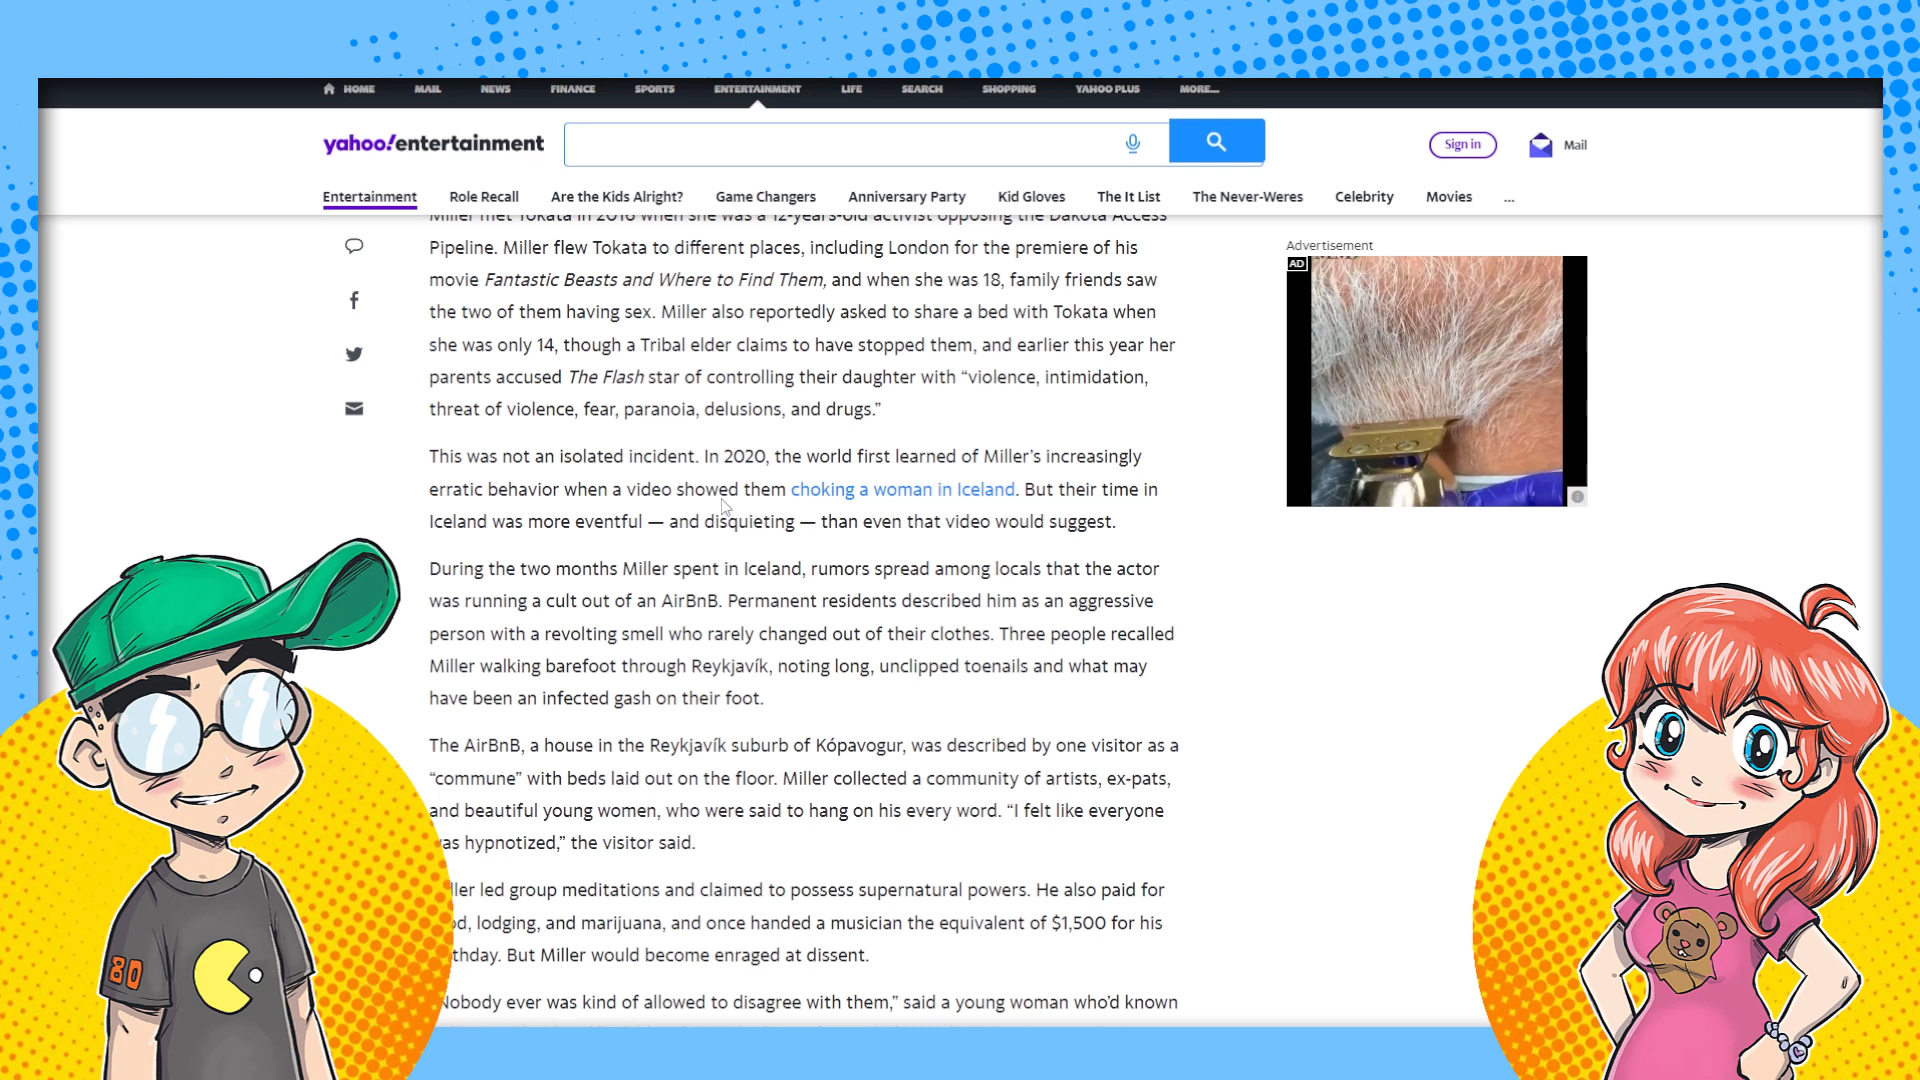 HOME MAIL NEWS FINANCE SPORTS ENTERTAINMENT LIFE SEARCH SHOPPING YAHOO PLUS MORE...
yahoo!entertainment
Sign in
Mail
Entertainment Role Recall Are the Kids Alright? Game Changers Anniversary Party Kid Gloves The It List The Never-Weres Celebrity Movies ...
Miller met Tokata in 2016 when she was a 12-years-old activist opposing the Dakota Access
Pipeline. Miller flew Tokata to different places, including London for the premiere of his
movie Fantastic Beasts and Where to Find Them, and when she was 18, family friends saw
the two of them having sex. Miller also reportedly asked to share a bed with Tokata when
she was only 14, though a Tribal elder claims to have stopped them, and earlier this year her
parents accused The Flash star of controlling their daughter with “violence, intimidation,
threat of violence, fear, paranoia, delusions, and drugs.”
This was not an isolated incident. In 2020, the world first learned of Miller’s increasingly
erratic behavior when a video showed them choking a woman in Iceland. But their time in
Iceland was more eventful — and disquieting — than even that video would suggest.
During the two months Miller spent in Iceland, rumors spread among locals that the actor
was running a cult out of an AirBnB. Permanent residents described him as an aggressive
person with a revolting smell who rarely changed out of their clothes. Three people recalled
Miller walking barefoot through Reykjavík, noting long, unclipped toenails and what may
have been an infected gash on their foot.
The AirBnB, a house in the Reykjavík suburb of Kópavogur, was described by one visitor as a
“commune” with beds laid out on the floor. Miller collected a community of artists, ex-pats,
and beautiful young women, who were said to hang on his every word. “I felt like everyone
as hypnotized,” the visitor said.
ller led group meditations and claimed to possess supernatural powers. He also paid for
d, lodging, and marijuana, and once handed a musician the equivalent of $1,500 for his
thday. But Miller would become enraged at dissent.
Nobody ever was kind of allowed to disagree with them,” said a young woman who’d known
Advertisement
AD
80